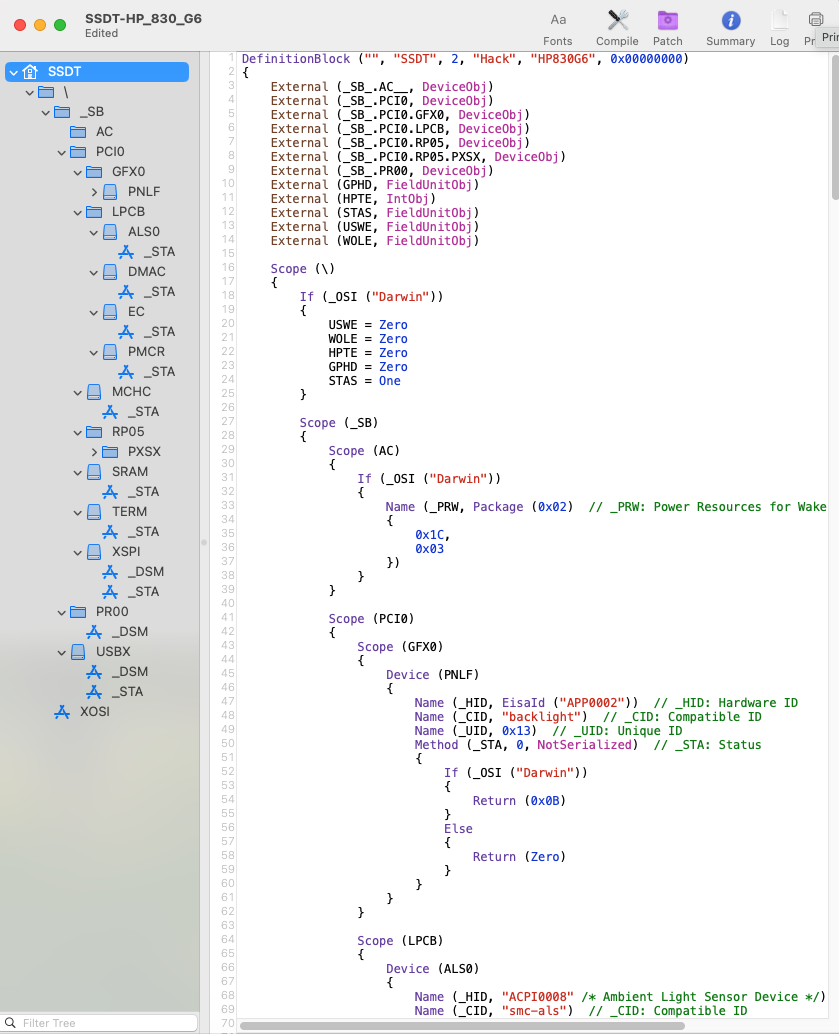 SSDT-HP_830_G6
Edited
Aa
Fonts
Compile
Patch
Summary
Log
Prin
SSDT
\
_SB
AC
PCI0
GFX0
PNLF
LPCB
ALS0
_STA
DMAC
_STA
EC
_STA
PMCR
_STA
MCHC
_STA
RP05
PXSX
SRAM
_STA
TERM
_STA
XSPI
_DSM
_STA
PR00
_DSM
USBX
_DSM
_STA
XOSI
Filter Tree
1 DefinitionBlock ("", "SSDT", 2, "Hack", "HP830G6", 0x00000000)
2 {
3 External (_SB_.AC__, DeviceObj)
4 External (_SB_.PCI0, DeviceObj)
5 External (_SB_.PCI0.GFX0, DeviceObj)
6 External (_SB_.PCI0.LPCB, DeviceObj)
7 External (_SB_.PCI0.RP05, DeviceObj)
8 External (_SB_.PCI0.RP05.PXSX, DeviceObj)
9 External (_SB_.PR00, DeviceObj)
10 External (GPHD, FieldUnitObj)
11 External (HPTE, IntObj)
12 External (STAS, FieldUnitObj)
13 External (USWE, FieldUnitObj)
14 External (WOLE, FieldUnitObj)
15
16 Scope (\)
17 {
18 If (_OSI ("Darwin"))
19 {
20 USWE = Zero
21 WOLE = Zero
22 HPTE = Zero
23 GPHD = Zero
24 STAS = One
25 }
26
27 Scope (_SB)
28 {
29 Scope (AC)
30 {
31 If (_OSI ("Darwin"))
32 {
33 Name (_PRW, Package (0x02) // _PRW: Power Resources for Wake
34 {
35 0x1C,
36 0x03
37 })
38 }
39 }
40
41 Scope (PCI0)
42 {
43 Scope (GFX0)
44 {
45 Device (PNLF)
46 {
47 Name (_HID, EisaId ("APP0002")) // _HID: Hardware ID
48 Name (_CID, "backlight") // _CID: Compatible ID
49 Name (_UID, 0x13) // _UID: Unique ID
50 Method (_STA, 0, NotSerialized) // _STA: Status
51 {
52 If (_OSI ("Darwin"))
53 {
54 Return (0x0B)
55 }
56 Else
57 {
58 Return (Zero)
59 }
60 }
61 }
62 }
63
64 Scope (LPCB)
65 {
66 Device (ALS0)
67 {
68 Name (_HID, "ACPI0008" /* Ambient Light Sensor Device */)
69 Name (_CID, "smc-als") // _CID: Compatible ID
70